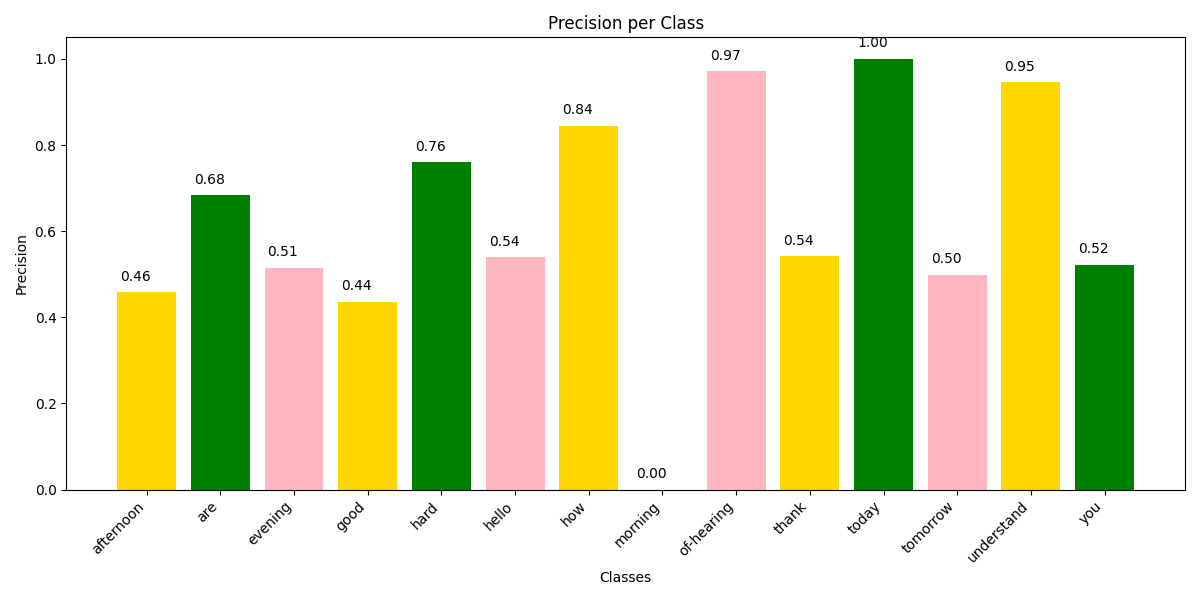 Precision per Class
1.0
0.8
0.6
0.4
0.2
0.0
Precision
0.46
0.68
0.51
0.44
0.76
0.54
0.84
0.00
0.97
0.54
1.00
0.50
0.95
0.52
afternoon
are
evening
good
hard
hello
how
morning
of-hearing
thank
today
tomorrow
understand
you
Classes